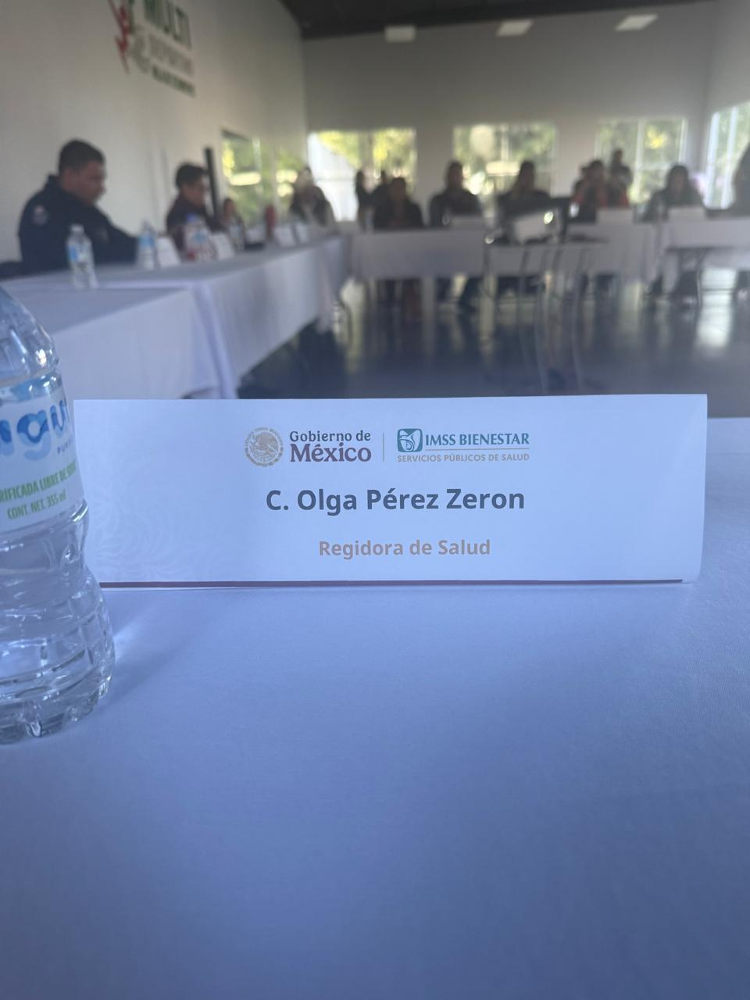 MULTI
Gobierno de
México
IMSS BIENESTAR
SERVICIOS PÚBLICOS DE SALUD
C. Olga Pérez Zeron
Regidora de Salud
CONT. NET. 355 ml